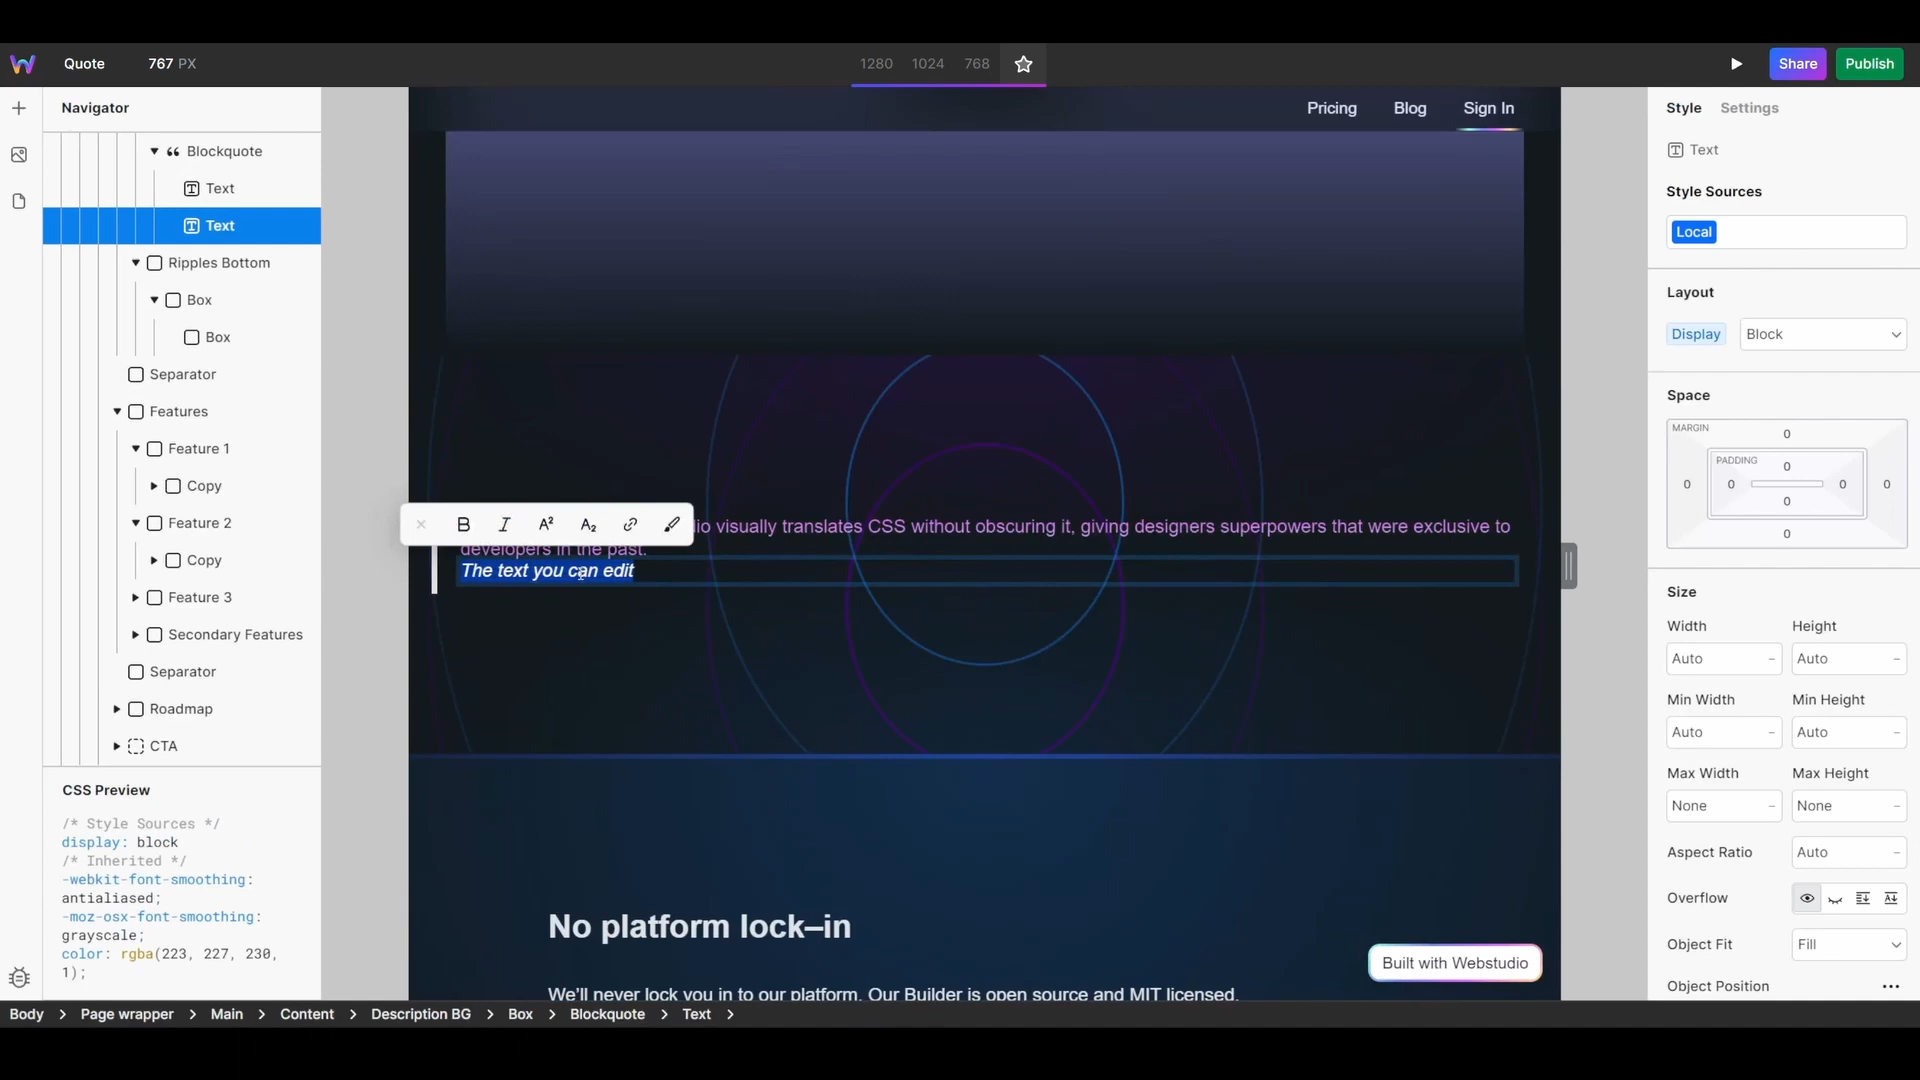 Quote 767 PX 1280 1024 768 Share Publish
Navigator
Blockquote
Text
Text
Ripples Bottom
Box
Box
Separator
Features
Feature 1
Copy
Feature 2
Copy
Feature 3
Secondary Features
Separator
Roadmap
CTA
CSS Preview
/* Style Sources */
display: block
/* Inherited */
-webkit-font-smoothing:
antialiased;
-moz-osx-font-smoothing:
grayscale;
color: rgba(223, 227, 230,
1);
Pricing Blog Sign In
B I A² A₂
visually translates CSS without obscuring it, giving designers superpowers that were exclusive to
developers in the past.
The text you can edit
No platform lock–in
We’ll never lock you in to our platform. Our Builder is open source and MIT licensed.
Built with Webstudio
Style Settings
Text
Style Sources
Local
Layout
Display Block
Space
MARGIN
0
PADDING
0
0 0 0 0
0
0
Size
Width Height
Auto – Auto –
Min Width Min Height
Auto – Auto –
Max Width Max Height
None – None –
Aspect Ratio Auto –
Overflow
Object Fit Fill
Object Position
Body > Page wrapper > Main > Content > Description BG > Box > Blockquote > Text >